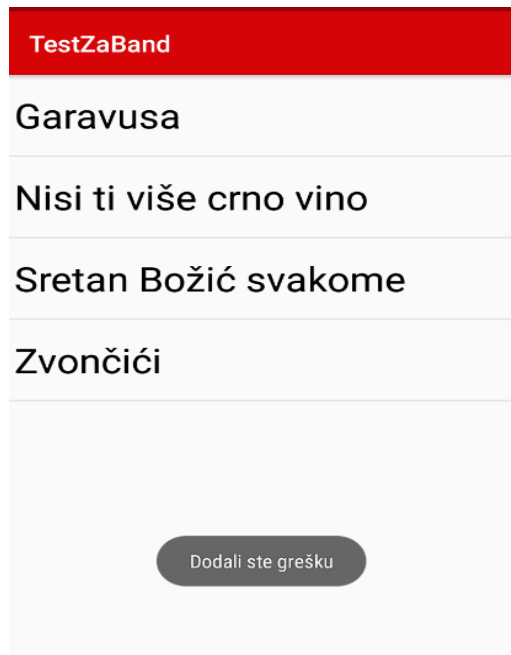 TestZaBand
Garavusa
Nisi ti više crno vino
Sretan Božić svakome
Zvončići
Dodali ste grešku